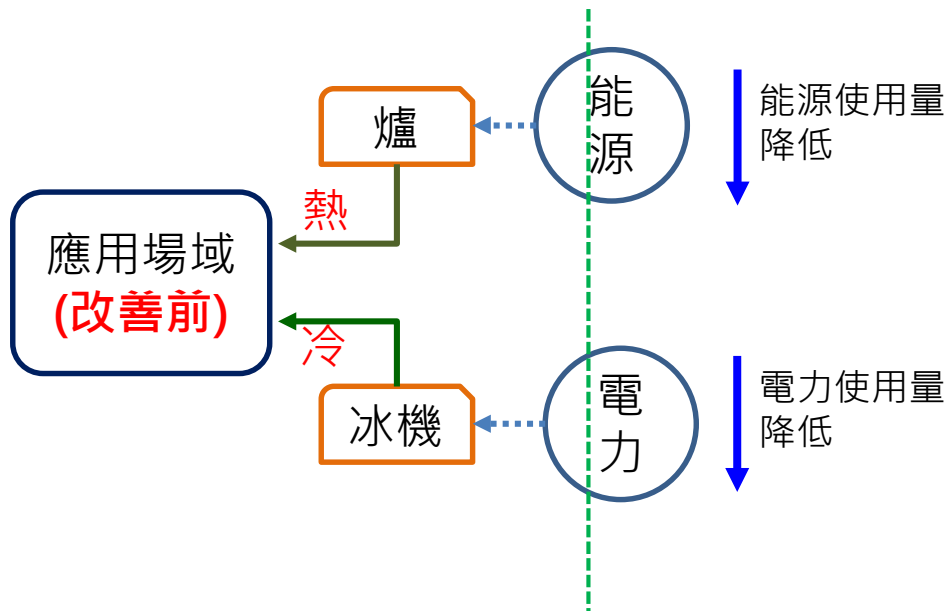 能
源
能源使用量
降低
爐
熱
應用場域
(改善前)
冷
冰機
電
力
電力使用量
降低